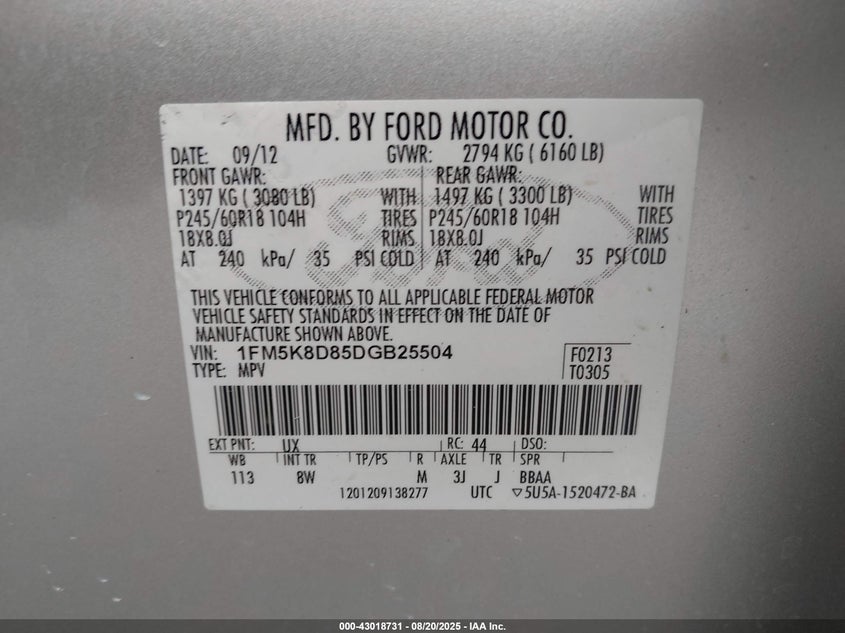 MFD. BY FORD MOTOR CO.
DATE: 09/12 GVWR: 2794 KG ( 6160 LB)
FRONT GAWR: REAR GAWR:
1397 KG ( 3080 LB) WITH 1497 KG ( 3300 LB) WITH
P245/60R18 104H TIRES P245/60R18 104H TIRES
18X8.0J RIMS 18X8.0J RIMS
AT 240 kPa/ 35 PSI COLD AT 240 kPa/ 35 PSI COLD
Ford
THIS VEHICLE CONFORMS TO ALL APPLICABLE FEDERAL MOTOR
VEHICLE SAFETY STANDARDS IN EFFECT ON THE DATE OF
MANUFACTURE SHOWN ABOVE.
VIN: 1FM5K8D85DGB25504 F0213
TYPE: MPV T0305
EXT PNT: UX RC: 44 DSO:
WB INT TR TP/PS R AXLE TR SPR
113 8W M 3J J BBAA
1201209138277 UTC ▽5U5A-1520472-BA
000-43018731 - 08/20/2025 - IAA Inc.